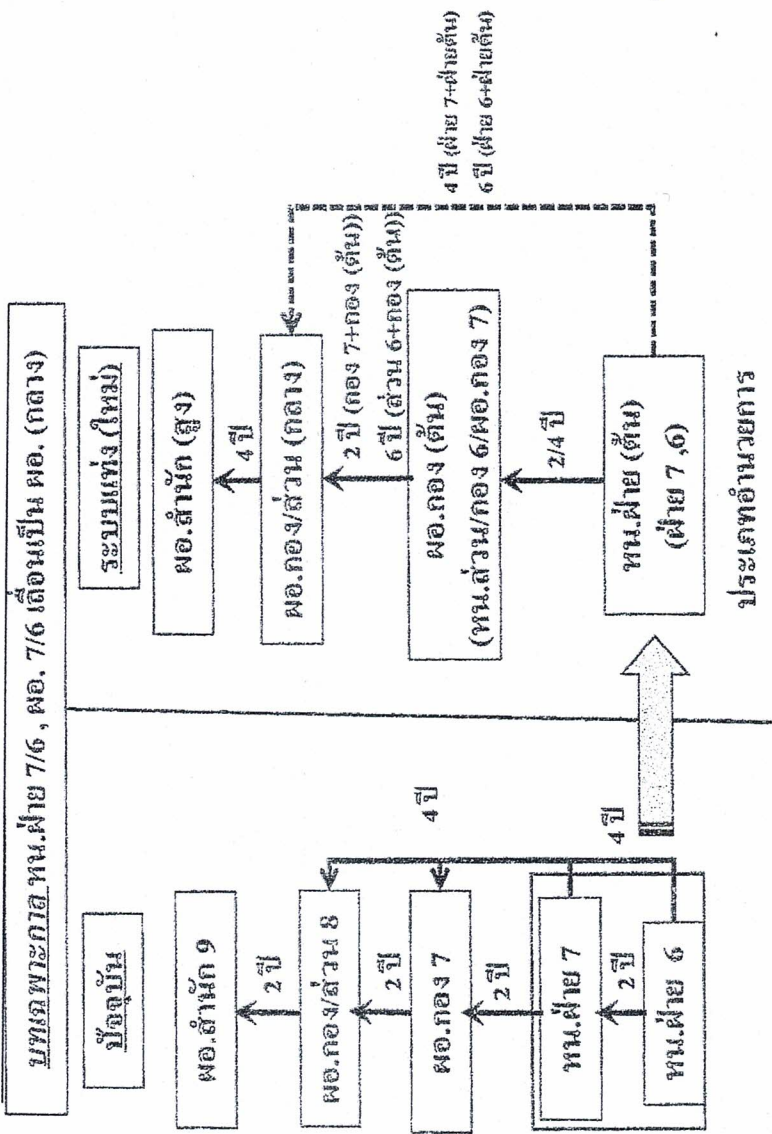 บทเฉพาะกาล หน.ฝ่าย 7/6 , ผอ. 7/6 เลื่อนเป็น ผอ. (กลาง)
ปัจจุบัน
ผอ.สำนัก 9
2 ปี
ผอ.กอง/ส่วน 8
2 ปี
ผอ.กอง 7
2 ปี
หน.ฝ่าย 7
2 ปี
หน.ฝ่าย 6
4 ปี
4 ปี
ระบบแท่ง (ใหม่)
ผอ.สำนัก (สูง)
4 ปี
ผอ.กอง/ส่วน (กลาง)
2 ปี (กอง 7+กอง (ต้น))
6 ปี (ส่วน 6+กอง (ต้น))
ผอ.กอง (ต้น)
(หน.ส่วน/กอง 6/ผอ.กอง 7)
2/4 ปี
หน.ฝ่าย (ต้น)
(ฝ่าย 7 ,6)
4 ปี (ฝ่าย 7+ฝ่ายต้น)
6 ปี (ฝ่าย 6+ฝ่ายต้น)
ประเภทอำนวยการ